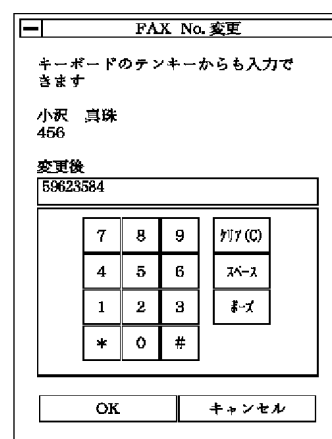 FAX No. 変更
キーボードのテンキーからも入力で
きます
小沢 真珠
456
変更後
59623584
7 8 9 ｸﾘｱ(C)
4 5 6 ｽﾍﾟｰｽ
1 2 3 ﾎﾟｰｽﾞ
* 0 #
OK キャンセル